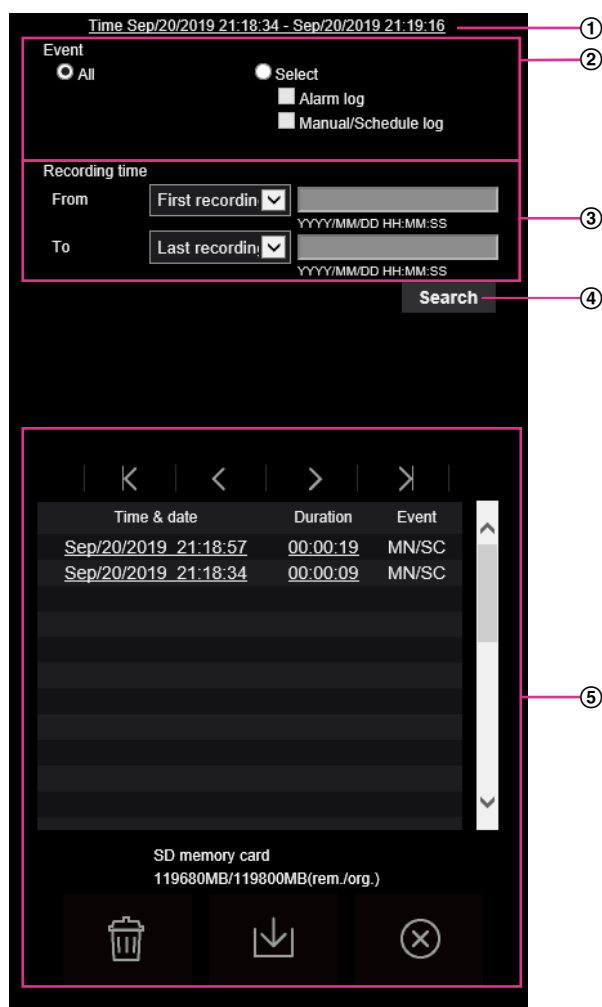 Time Sep/20/2019 21:18:34 - Sep/20/2019 21:19:16 ①
Event ②
All Select
Alarm log
Manual/Schedule log
Recording time
From First recordin
YYYY/MM/DD HH:MM:SS ③
To Last recordin
YYYY/MM/DD HH:MM:SS
Search ④
Time & date Duration Event
Sep/20/2019 21:18:57 00:00:19 MN/SC
Sep/20/2019 21:18:34 00:00:09 MN/SC
⑤
SD memory card
119680MB/119800MB(rem./org.)